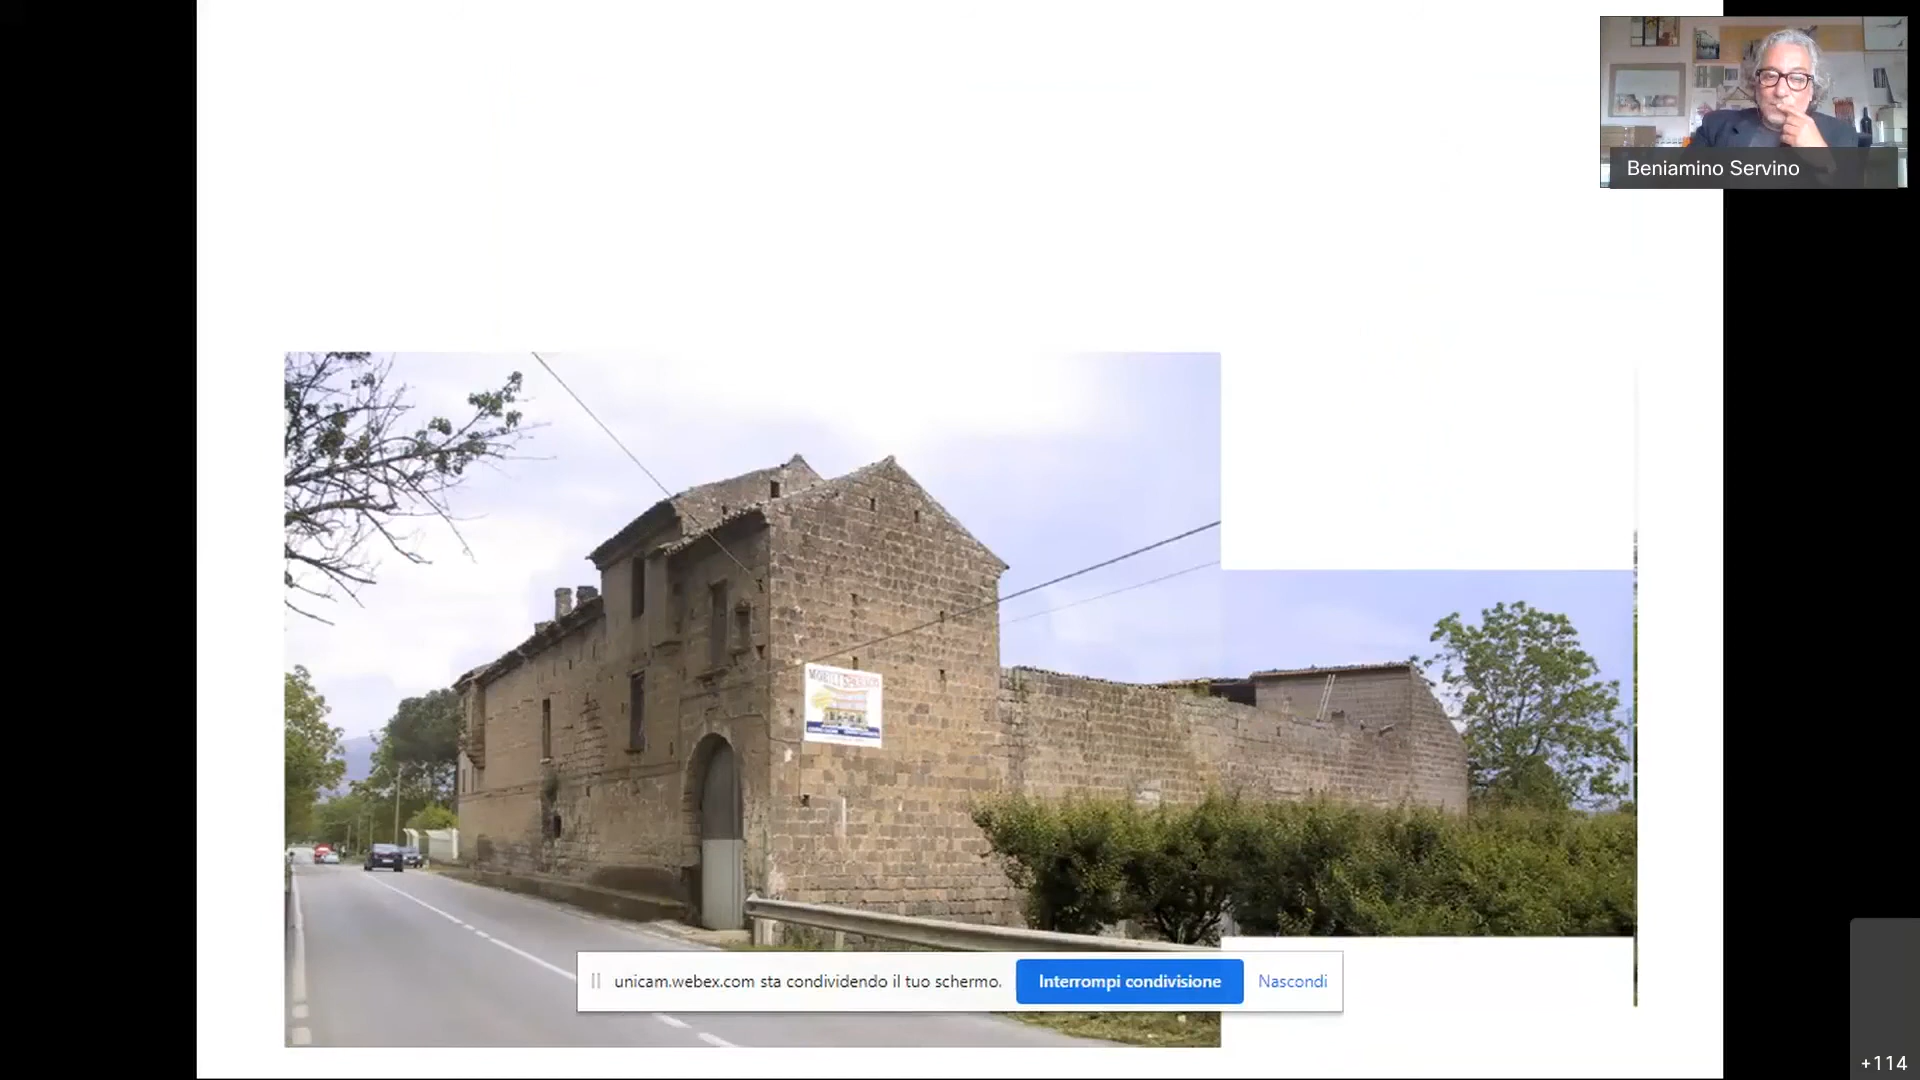 Beniamino Servino
unicam.webex.com sta condividendo il tuo schermo.
Interrompi condivisione
Nascondi
+114